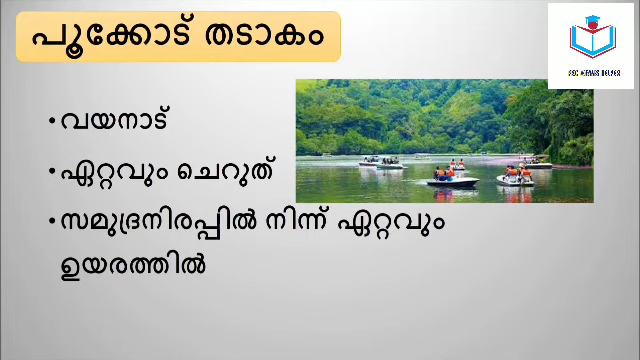 പൂക്കോട് തടാകം
•വയനാട്
•ഏറ്റവും ചെറുത്
•സമുദ്രനിരപ്പിൽ നിന്ന് ഏറ്റവും
ഉയരത്തിൽ